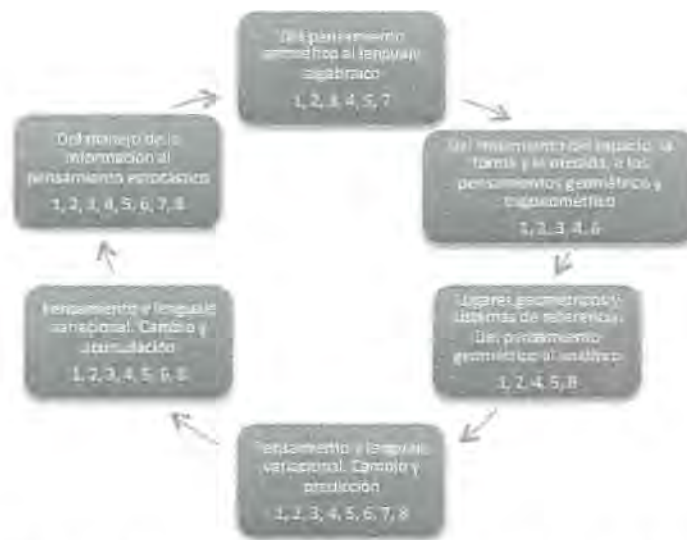 Del pensamiento
aritmético al lenguaje
algebraico
1, 2, 3, 4, 5, 7
Del tratamiento del espacio, la
forma y la medida, a los
pensamientos geométrico y
trigonométrico
1, 2, 3, 4, 6
Lugares geométricos y
sistemas de referencia.
Del pensamiento
geométrico al analítico
1, 2, 4, 5, 8
Pensamiento y lenguaje
variacional. Cambio y
predicción
1, 2, 3, 4, 5, 6, 7, 8
Pensamiento y lenguaje
variacional. Cambio y
acumulación
1, 2, 3, 4, 5, 6, 8
Del manejo de la
información al
pensamiento estocástico
1, 2, 3, 4, 5, 6, 7, 8